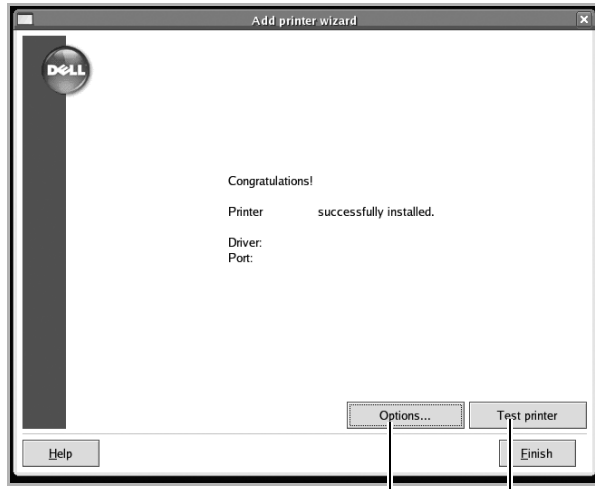 Add printer wizard
DELL
Congratulations!
Printer successfully installed.
Driver:
Port:
Options... Test printer
Help Finish